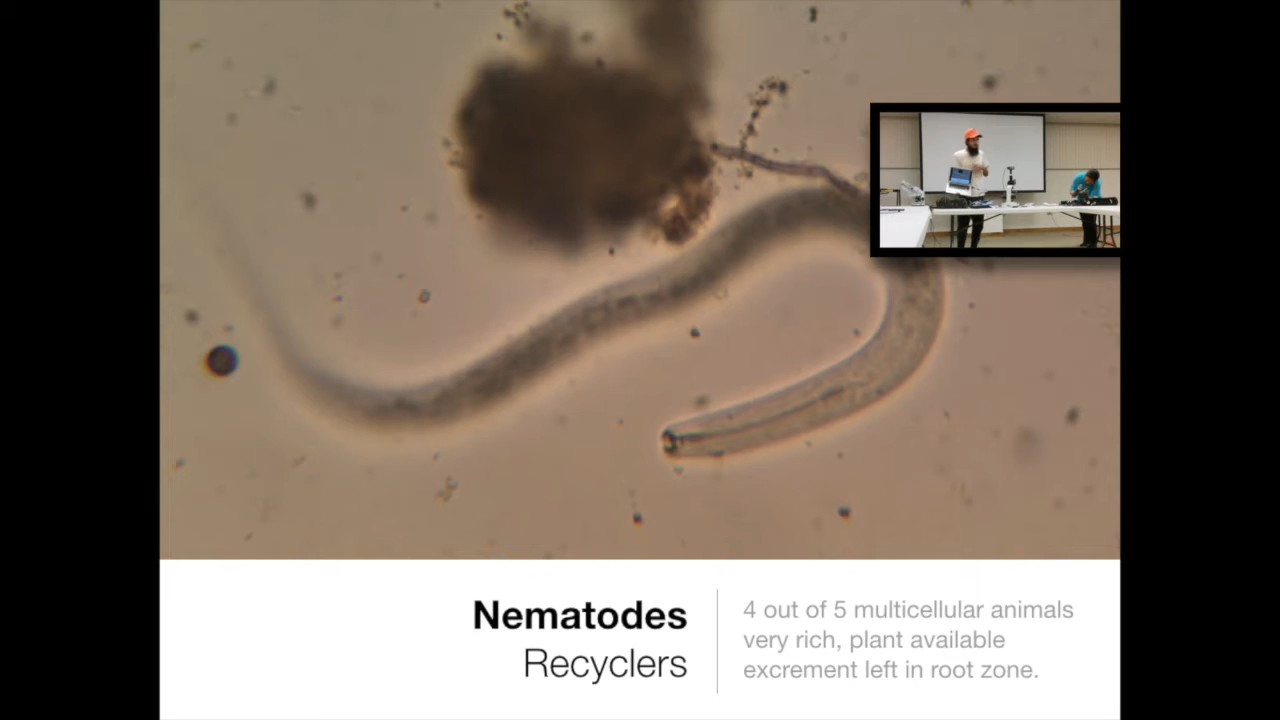 Nematodes
Recyclers
4 out of 5 multicellular animals
very rich, plant available
excrement left in root zone.